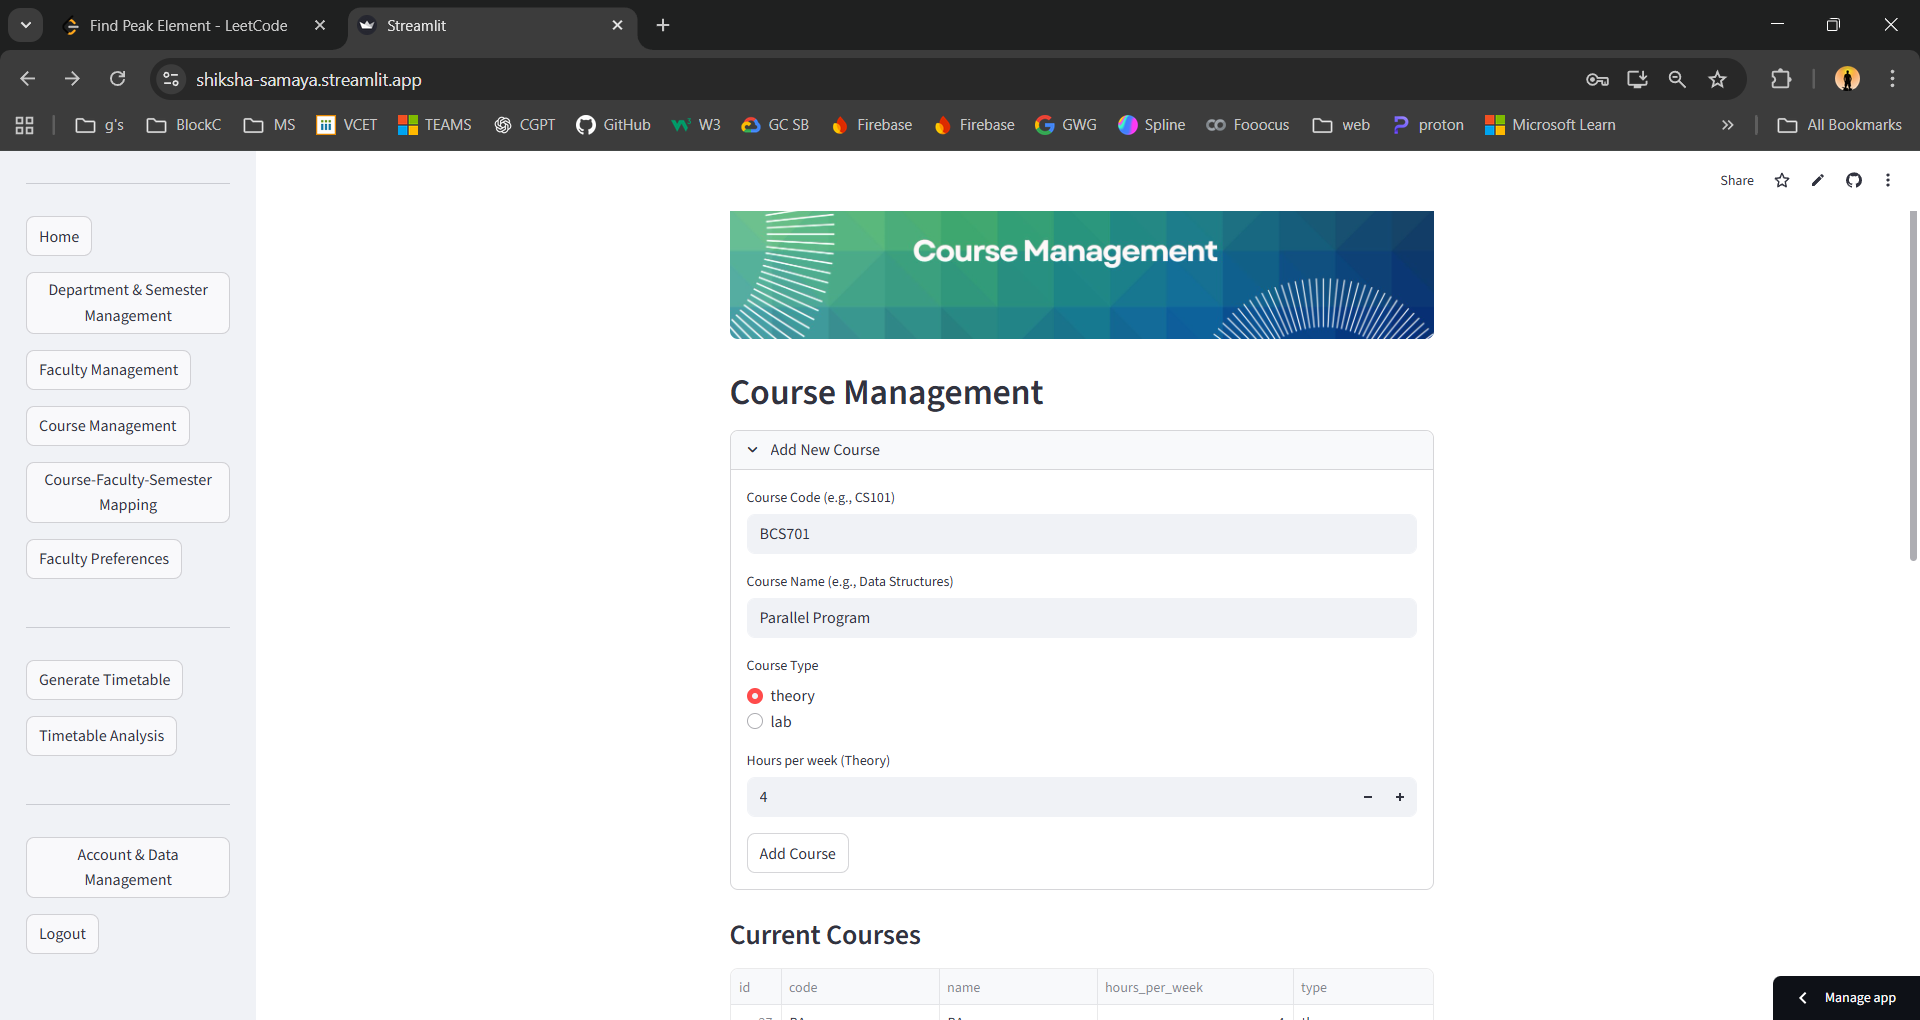 Find Peak Element - LeetCode
Streamlit
shiksha-samaya.streamlit.app
g's
BlockC
MS
VCET
TEAMS
CGPT
GitHub
W3
GC SB
Firebase
Firebase
GWG
Spline
Fooocus
web
proton
Microsoft Learn
All Bookmarks
Share
Home
Department & Semester
Management
Faculty Management
Course Management
Course-Faculty-Semester
Mapping
Faculty Preferences
Generate Timetable
Timetable Analysis
Account & Data
Management
Logout
Course Management
Course Management
Add New Course
Course Code (e.g., CS101)
BCS701
Course Name (e.g., Data Structures)
Parallel Program
Course Type
theory
lab
Hours per week (Theory)
4
Add Course
Current Courses
id code name hours_per_week type
Manage app